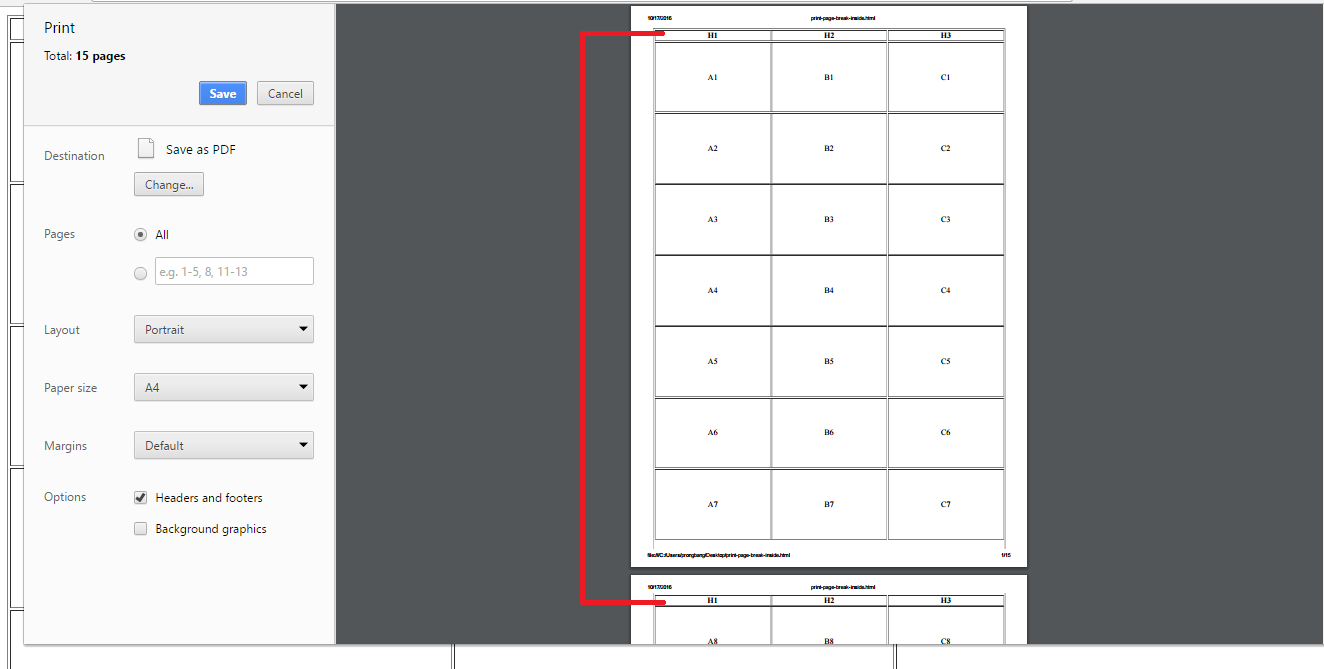 Print
Total: 15 pages
Save Cancel
Destination Save as PDF
Change...
Pages All
e.g. 1-5, 8, 11-13
Layout Portrait
Paper size A4
Margins Default
Options Headers and footers
Background graphics
10/17/2016 print-page-break-inside.html
H1 H2 H3
A1 B1 C1
A2 B2 C2
A3 B3 C3
A4 B4 C4
A5 B5 C5
A6 B6 C6
A7 B7 C7
file:///C:/Users/prongbang/Desktop/print-page-break-inside.html 1/15
10/17/2016 print-page-break-inside.html
H1 H2 H3
A8 B8 C8